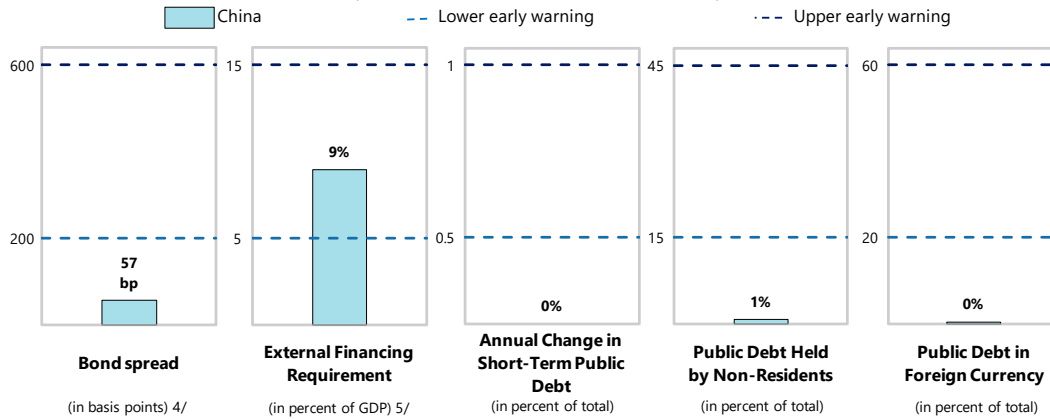 China
Lower early warning
Upper early warning
600
200
57
bp
Bond spread
(in basis points) 4/
15
5
9%
External Financing
Requirement
(in percent of GDP) 5/
1
0.5
0%
Annual Change in
Short-Term Public
Debt
(in percent of total)
45
15
1%
Public Debt Held
by Non-Residents
(in percent of total)
60
20
0%
Public Debt in
Foreign Currency
(in percent of total)